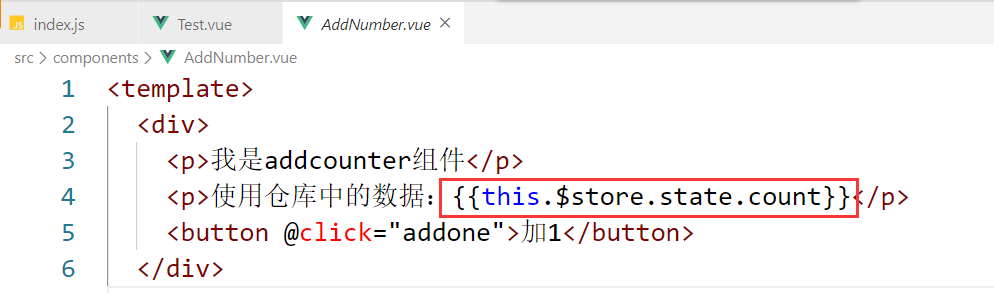 index.js Test.vue AddNumber.vue ×
src > components > AddNumber.vue
1 <template>
2 <div>
3 <p>我是addcounter组件</p>
4 <p>使用仓库中的数据：{{this.$store.state.count}}</p>
5 <button @click="addone">加1</button>
6 </div>